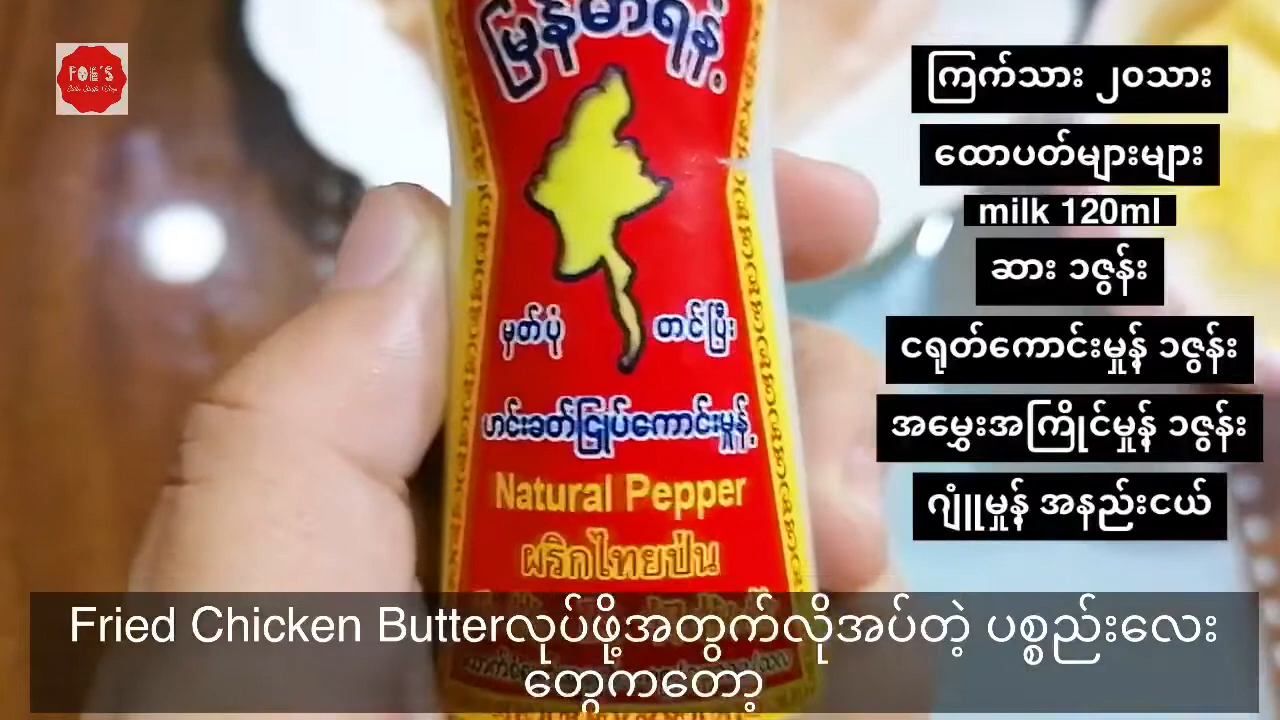 FOE'S
မြန်မာရနံ့
မှတ်ပုံ တင်ပြီး
ဟင်းခတ်ငြုပ်ကောင်းမှုန့်
Natural Pepper
ผริกไทยป่น
ကြက်သား ၂၀သား
ထောပတ်များများ
milk 120ml
ဆား ၁ဇွန်း
ငရုတ်ကောင်းမှုန့် ၁ဇွန်း
အမွှေးအကြိုင်မှုန့် ၁ဇွန်း
ဂျုံမှုန့် အနည်းငယ်
Fried Chicken Butterလုပ်ဖို့အတွက်လိုအပ်တဲ့ ပစ္စည်းလေး
တွေကတော့